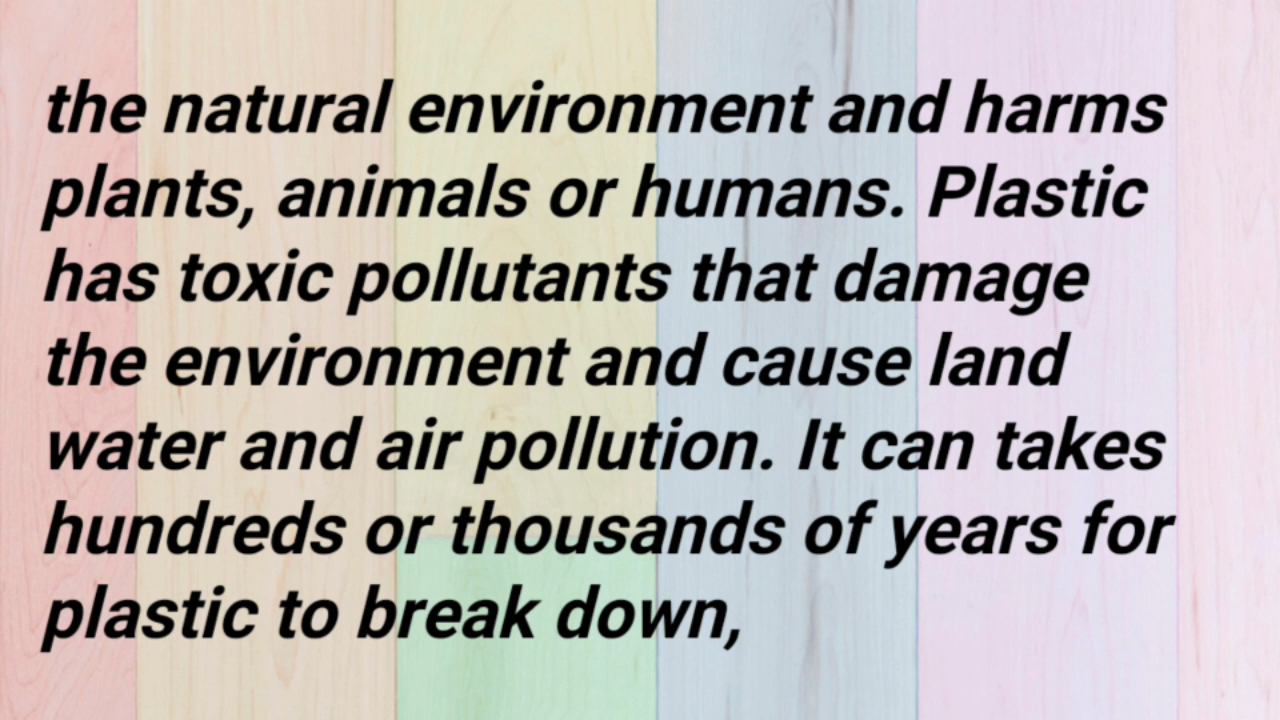 the natural environment and harms
plants, animals or humans. Plastic
has toxic pollutants that damage
the environment and cause land
water and air pollution. It can takes
hundreds or thousands of years for
plastic to break down,